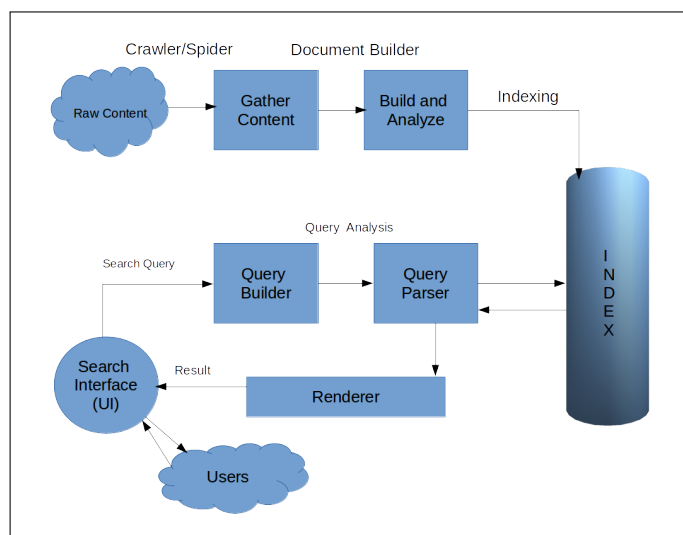 Crawler/Spider
Document Builder
Raw Content
Gather
Content
Build and
Analyze
Indexing
I
N
D
E
X
Query Analysis
Search Query
Query
Builder
Query
Parser
Search
Interface
(UI)
Result
Renderer
Users